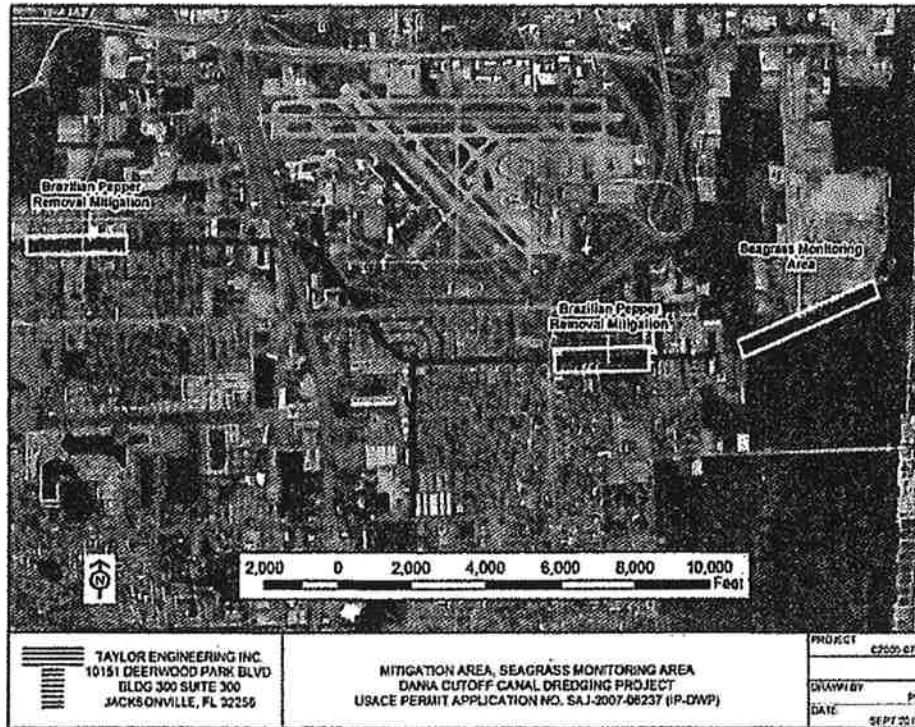 Brazilian Pepper
Removal Mitigation
Seagrass Monitoring
Area
Brazilian Pepper
Removal Mitigation
N
2,000 0 2,000 4,000 6,000 8,000 10,000
Feet
TAYLOR ENGINEERING INC.
10151 DEERWOOD PARK BLVD
BLDG 300 SUITE 300
JACKSONVILLE, FL 32256
MITIGATION AREA, SEAGRASS MONITORING AREA
DANIA CUTOFF CANAL DREDGING PROJECT
USACE PERMIT APPLICATION NO. SAJ-2007-06237 (IP-DWP)
PROJECT
DRAWN BY
DATE
SEPT